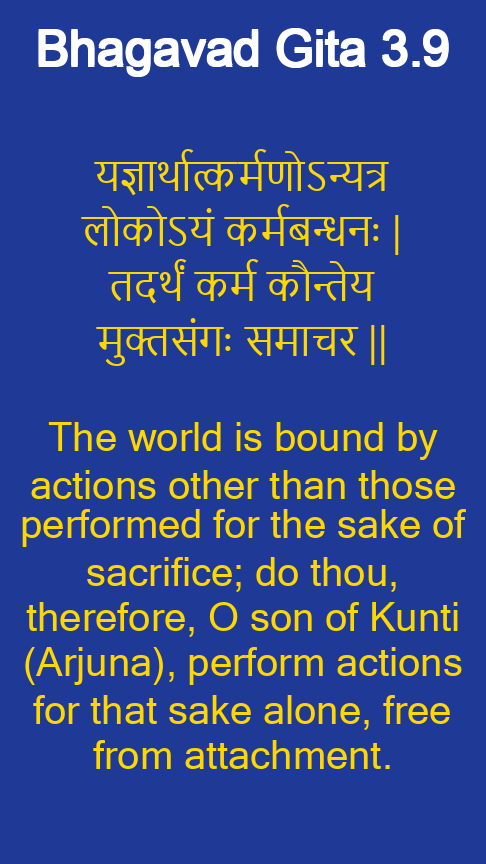 Bhagavad Gita 3.9
यज्ञार्थात्कर्मणोऽन्यत्र
लोकोऽयं कर्मबन्धनः |
तदर्थं कर्म कौन्तेय
मुक्तसंगः समाचर ||
The world is bound by
actions other than those
performed for the sake of
sacrifice; do thou,
therefore, O son of Kunti
(Arjuna), perform actions
for that sake alone, free
from attachment.